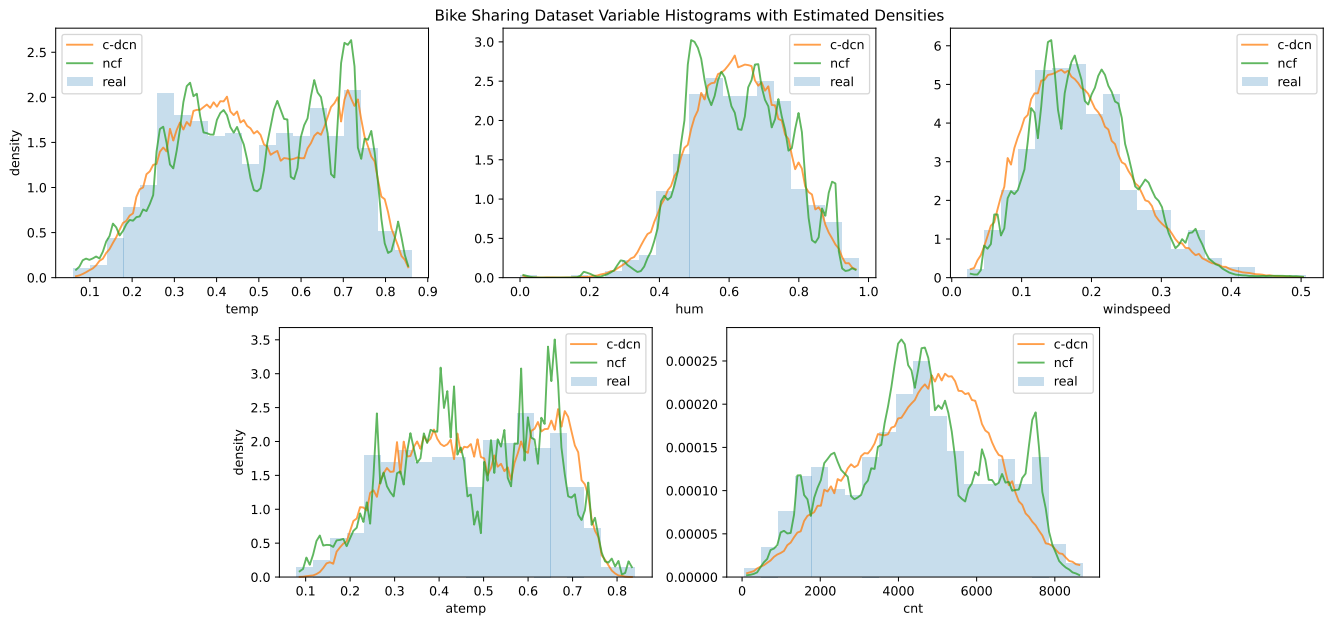 Bike Sharing Dataset Variable Histograms with Estimated Densities
density
2.5
2.0
1.5
1.0
0.5
0.0
c-dcn
ncf
real
0.1 0.2 0.3 0.4 0.5 0.6 0.7 0.8 0.9
temp
3.0
2.5
2.0
1.5
1.0
0.5
0.0
c-dcn
ncf
real
0.0 0.2 0.4 0.6 0.8 1.0
hum
6
5
4
3
2
1
0
c-dcn
ncf
real
0.0 0.1 0.2 0.3 0.4 0.5
windspeed
density
3.5
3.0
2.5
2.0
1.5
1.0
0.5
0.0
c-dcn
ncf
real
0.1 0.2 0.3 0.4 0.5 0.6 0.7 0.8
atemp
0.00025
0.00020
0.00015
0.00010
0.00005
0.00000
c-dcn
ncf
real
2000 4000 6000 8000
cnt